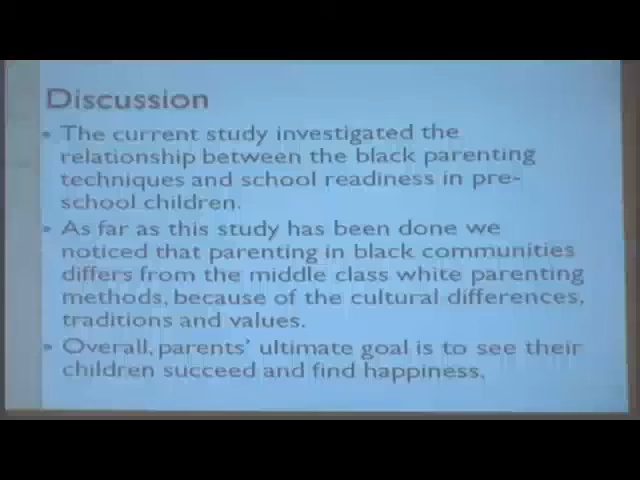 Discussion
The current study investigated the
relationship between the black parenting
techniques and school readiness in pre-
school children.
As far as this study has been done we
noticed that parenting in black communities
differs from the middle class white parenting
methods, because of the cultural differences,
traditions and values.
Overall, parents' ultimate goal is to see their
children succeed and find happiness.